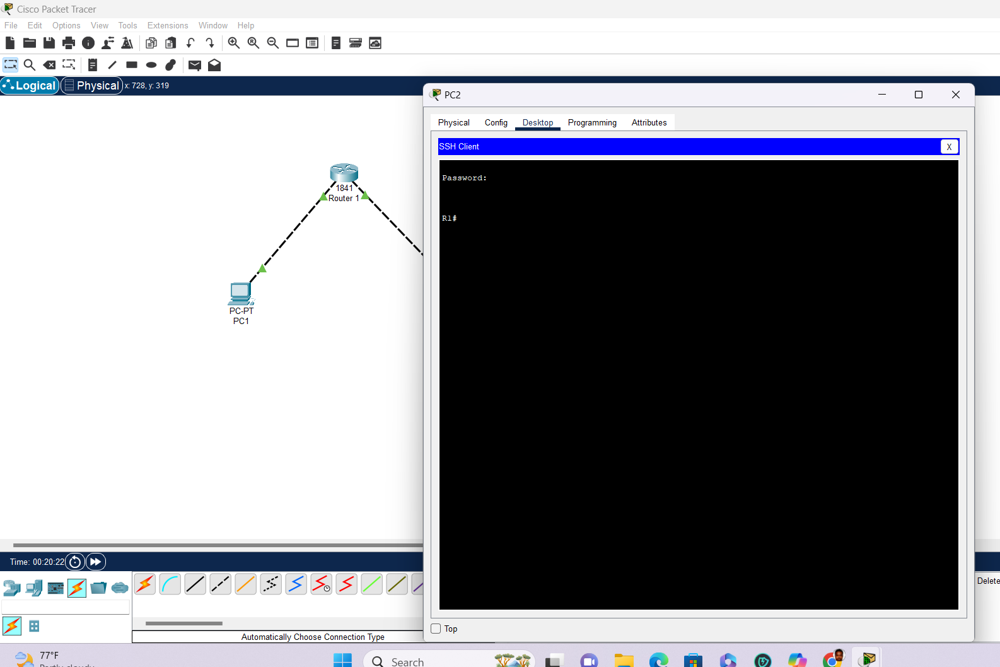 Cisco Packet Tracer
File Edit Options View Tools Extensions Window Help
Logical Physical x: 728, y: 319
PC2
Physical Config Desktop Programming Attributes
SSH Client X
Password:
R1#
1841
Router 1
PC-PT
PC1
Time: 00:20:22
Delete
Automatically Choose Connection Type
Top
77°F
Partly cloudy
Search